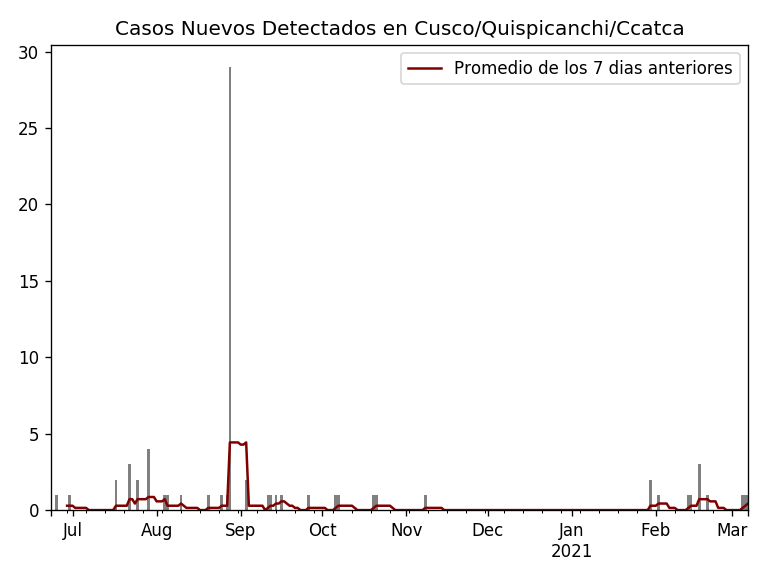 Casos Nuevos Detectados en Cusco/Quispicanchi/Ccatca
Promedio de los 7 dias anteriores
30
25
20
15
10
5
0
Jul Aug Sep Oct Nov Dec Jan Feb Mar
2021